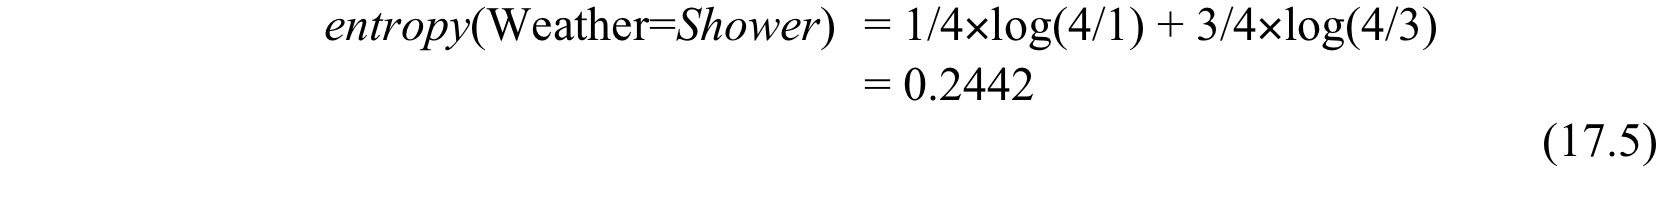 entropy(Weather=Shower) = 1/4×log(4/1) + 3/4×log(4/3)
= 0.2442
(17.5)